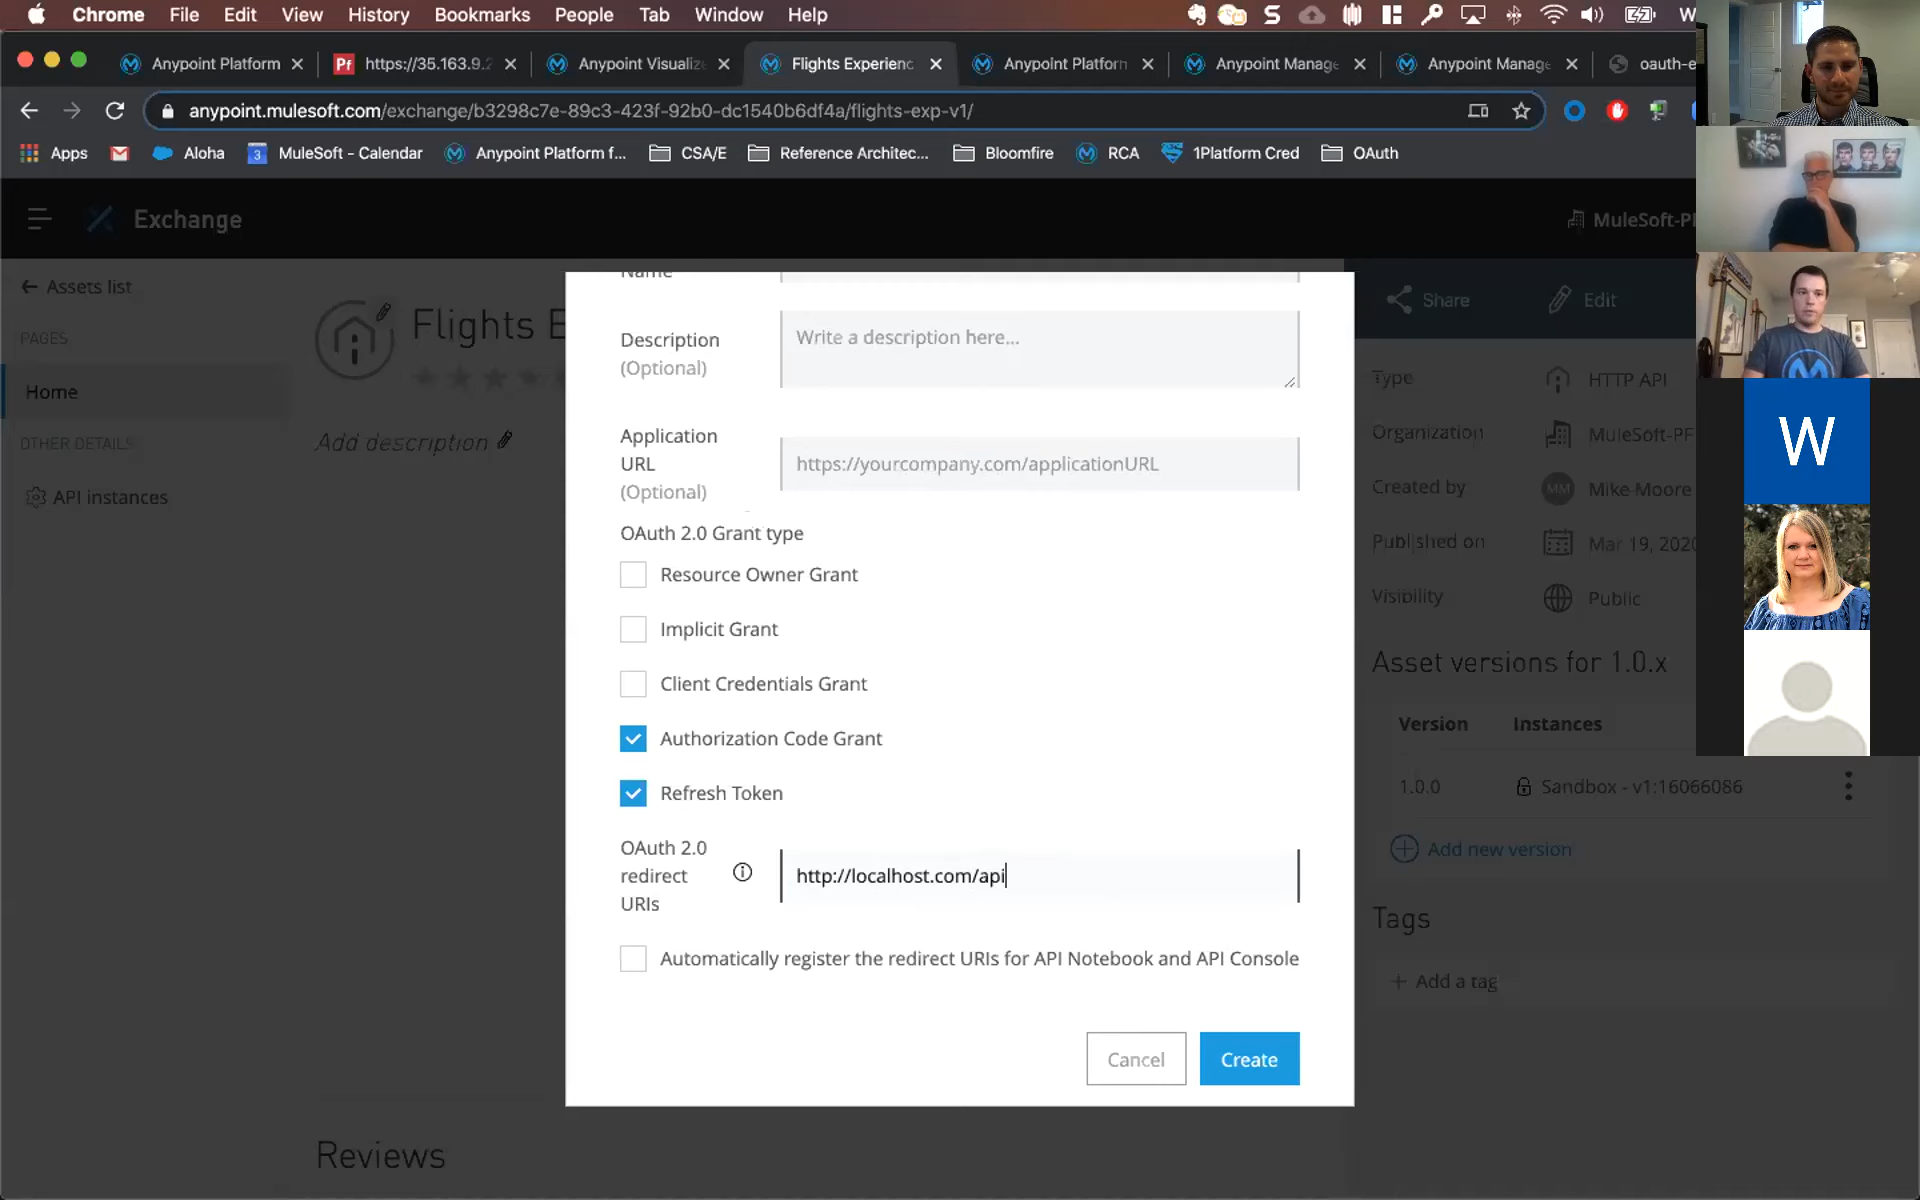 Chrome File Edit View History Bookmarks People Tab Window Help
Anypoint Platform
https://35.163.9.2
Anypoint Visualiz
Flights Experienc
Anypoint Platform
Anypoint Manage
Anypoint Manage
oauth-e
anypoint.mulesoft.com/exchange/b3298c7e-89c3-423f-92b0-dc1540b6df4a/flights-exp-v1/
Apps
Aloha
MuleSoft - Calendar
Anypoint Platform f...
CSA/E
Reference Architec...
Bloomfire
RCA
1Platform Cred
OAuth
Exchange
MuleSoft-Pl
Assets list
PAGES
Home
OTHER DETAILS
API instances
Flights E
Add description
Reviews
Name
Description
(Optional)
Write a description here...
Application
URL
(Optional)
https://yourcompany.com/applicationURL
OAuth 2.0 Grant type
Resource Owner Grant
Implicit Grant
Client Credentials Grant
Authorization Code Grant
Refresh Token
OAuth 2.0
redirect
URIs
http://localhost.com/api
Automatically register the redirect URIs for API Notebook and API Console
Cancel
Create
Share
Edit
Type
HTTP API
Organization
MuleSoft-PF
Created by
MM
Mike Moore
Published on
Mar 19, 2020
Visibility
Public
Asset versions for 1.0.x
Version Instances
1.0.0
Sandbox - v1:16066086
Add new version
Tags
+ Add a tag
W